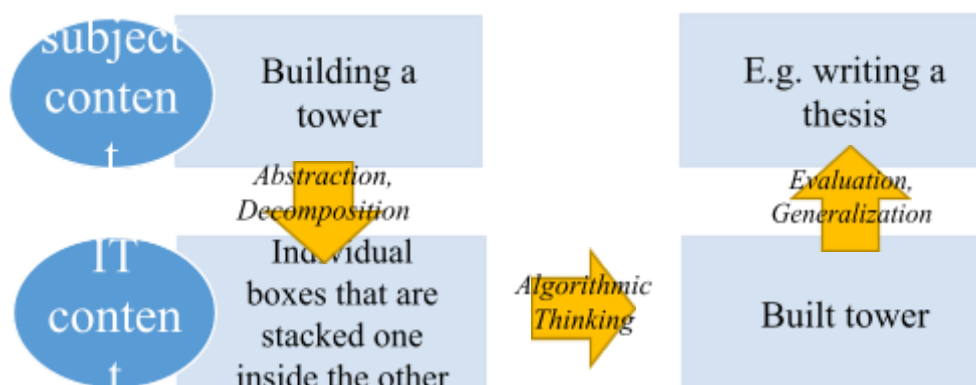 subject
conten
t
Building a
tower
E.g. writing a
thesis
Abstraction,
Decomposition
Evaluation,
Generalization
IT
conten
t
Individual
boxes that are
stacked one
inside the other
Algorithmic
Thinking
Built tower